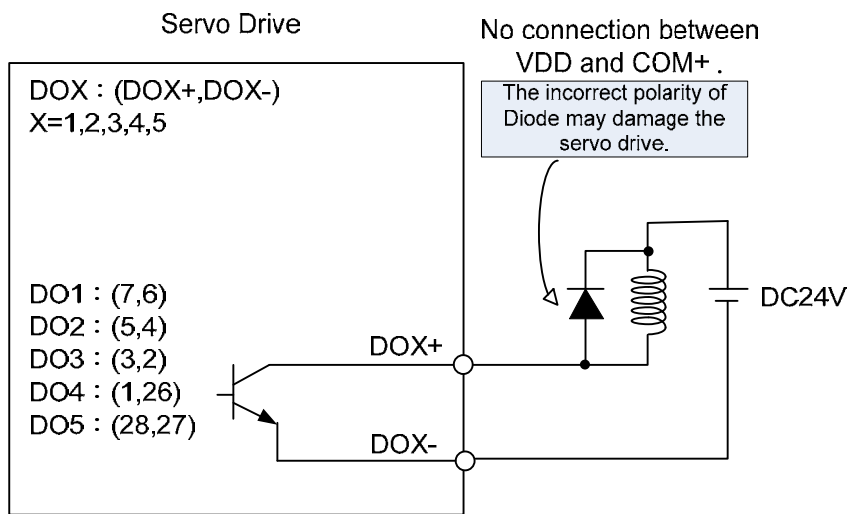 Servo Drive
No connection between
VDD and COM+ .
The incorrect polarity of
Diode may damage the
servo drive.
DOX : (DOX+,DOX-)
X=1,2,3,4,5
DO1 : (7,6)
DO2 : (5,4)
DO3 : (3,2)
DO4 : (1,26)
DO5 : (28,27)
DOX+
DOX-
DC24V